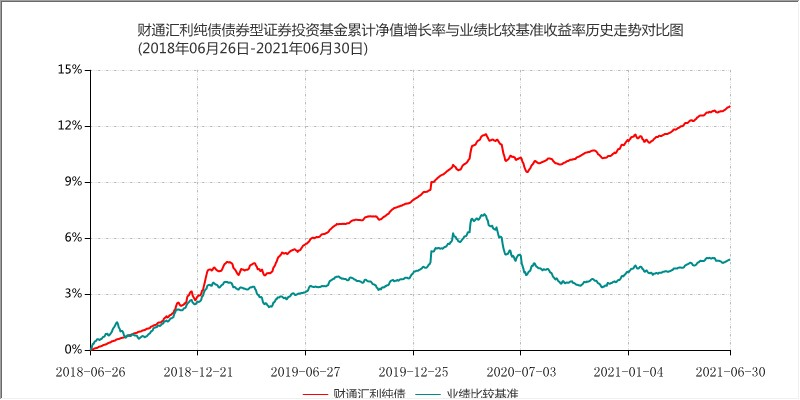 财通汇利纯债债券型证券投资基金累计净值增长率与业绩比较基准收益率历史走势对比图
(2018年06月26日-2021年06月30日)
15%
12%
9%
6%
3%
0%
2018-06-26 2018-12-21 2019-06-27 2019-12-25 2020-07-03 2021-01-04 2021-06-30
财通汇利纯债 业绩比较基准